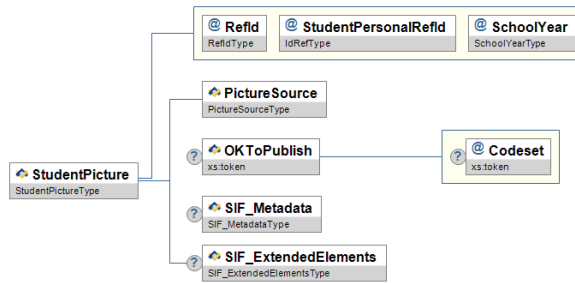 @ RefId
RefIdType
@ StudentPersonalRefId
IdRefType
@ SchoolYear
SchoolYearType
PictureSource
PictureSourceType
? OKToPublish
xs:token
? @ Codeset
xs:token
StudentPicture
StudentPictureType
? SIF_Metadata
SIF_MetadataType
? SIF_ExtendedElements
SIF_ExtendedElementsType